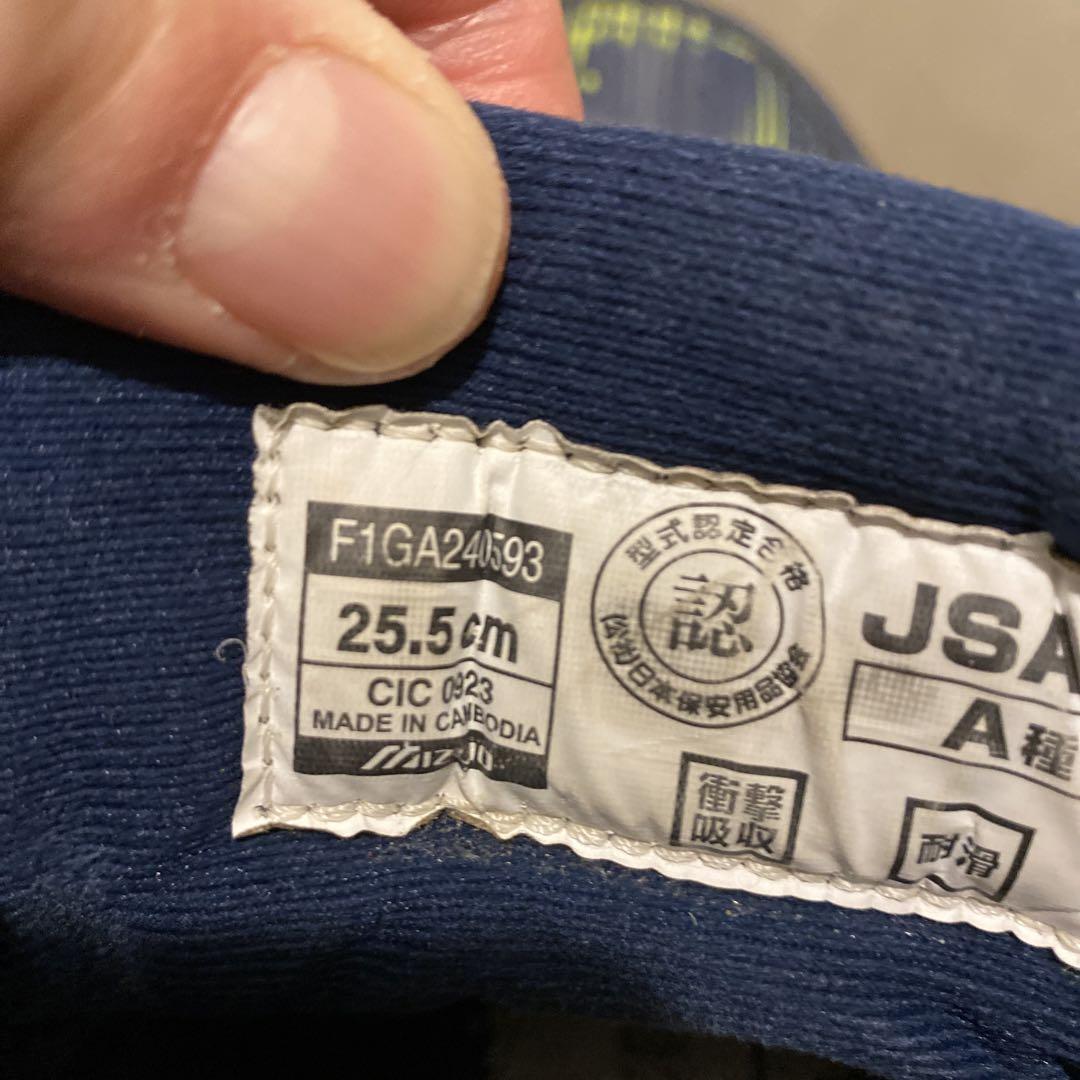 F1GA240593
25.5cm
CIC 0923
MADE IN CAMBODIA
MIZUNO
型式認定合格
認
(公社)日本保安用品協会
JSA
A種
衝撃
吸収
耐滑